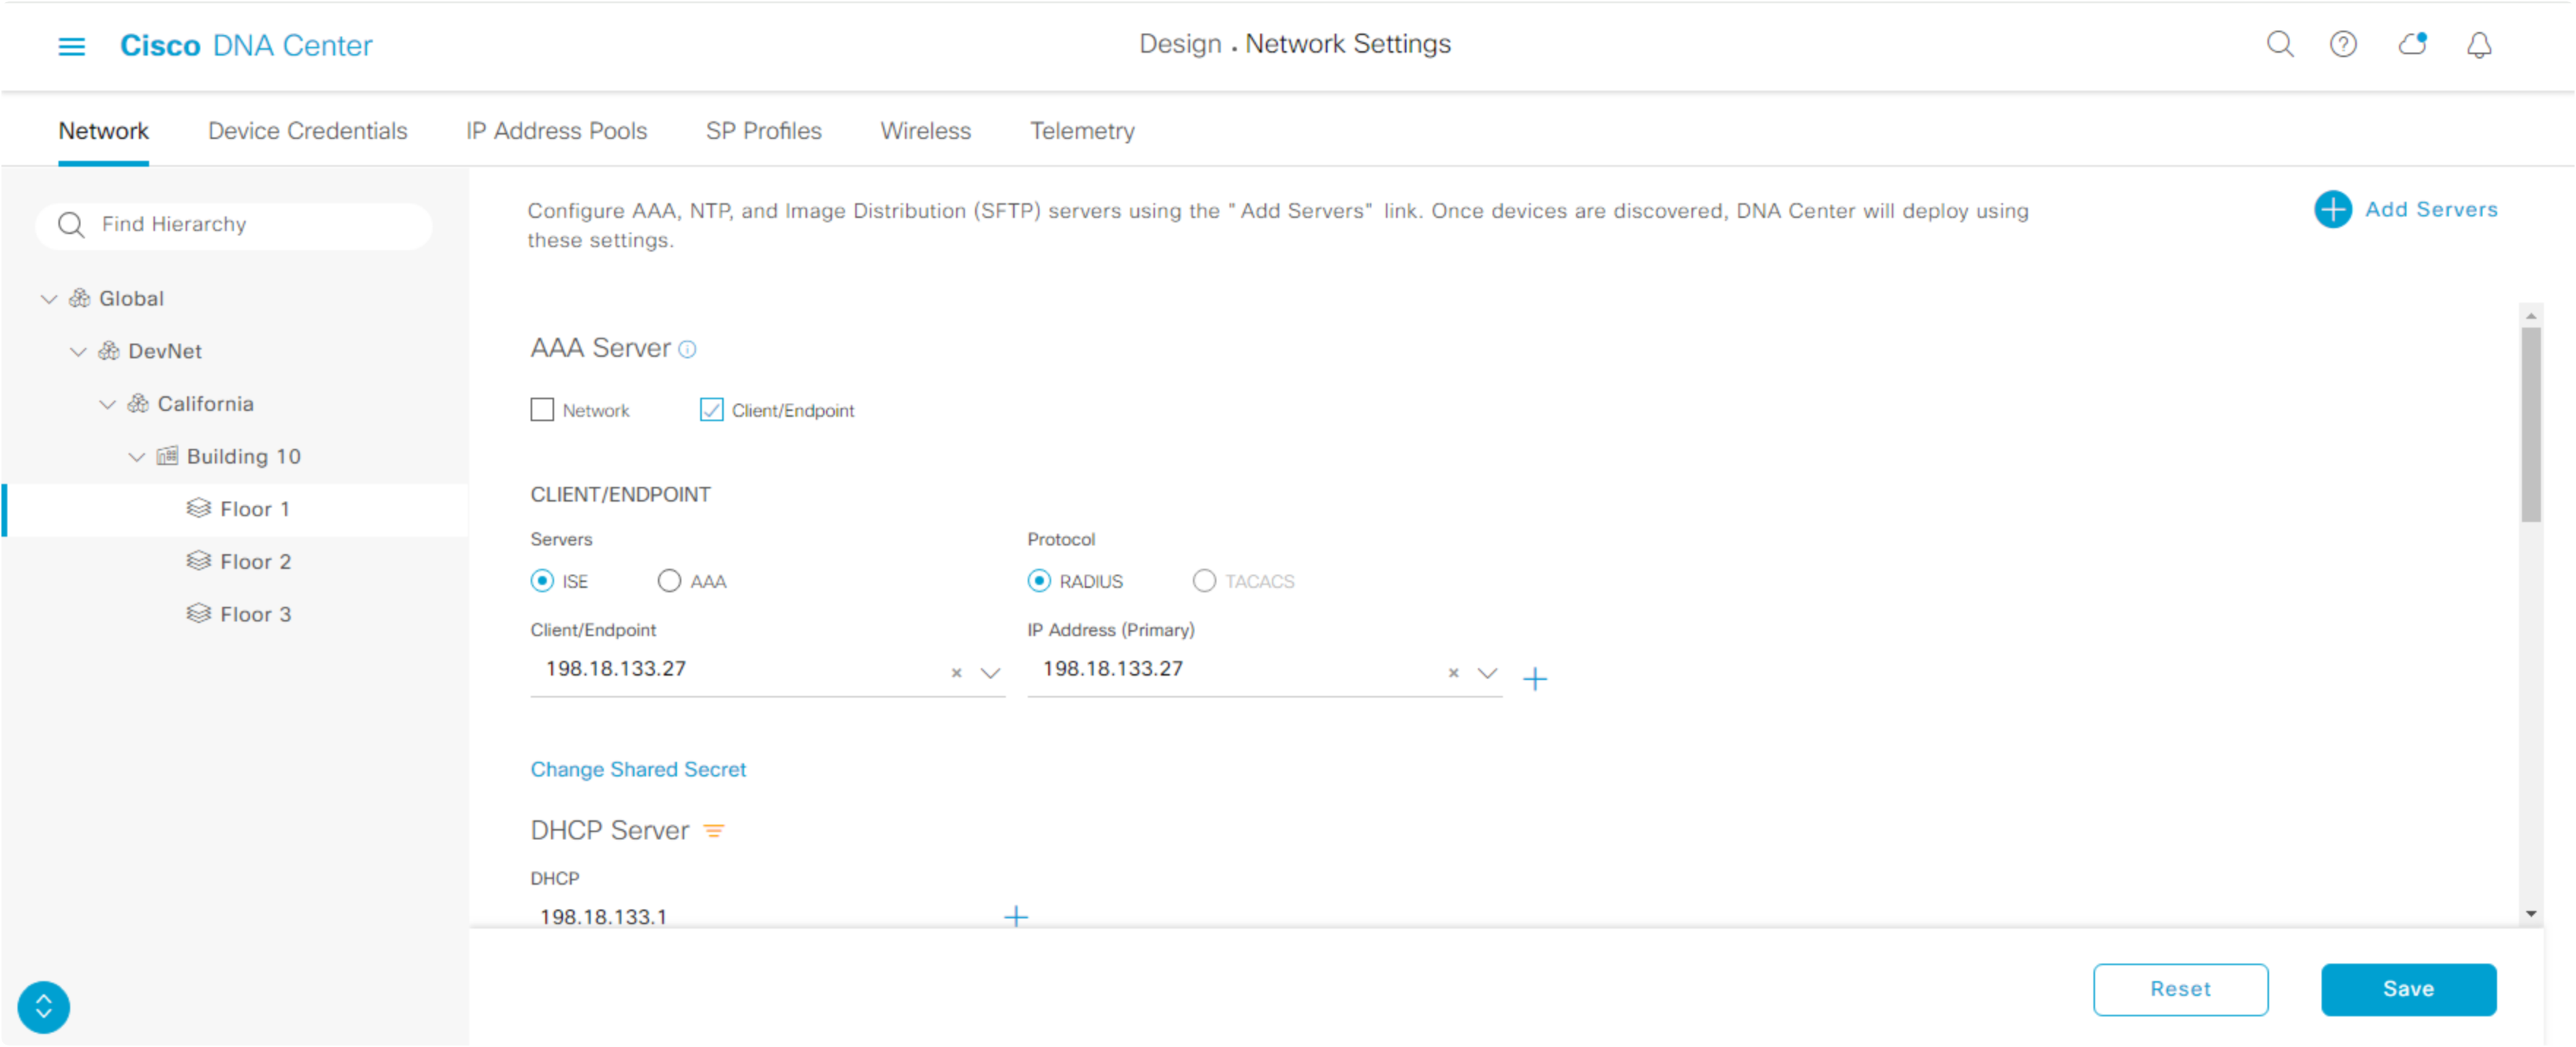 Cisco DNA Center
Design . Network Settings
Network Device Credentials IP Address Pools SP Profiles Wireless Telemetry
Find Hierarchy
Global
DevNet
California
Building 10
Floor 1
Floor 2
Floor 3
Configure AAA, NTP, and Image Distribution (SFTP) servers using the "Add Servers" link. Once devices are discovered, DNA Center will deploy using
these settings.
Add Servers
AAA Server
Network Client/Endpoint
CLIENT/ENDPOINT
Servers Protocol
ISE AAA RADIUS TACACS
Client/Endpoint IP Address (Primary)
198.18.133.27 198.18.133.27
Change Shared Secret
DHCP Server
DHCP
198.18.133.1
Reset Save